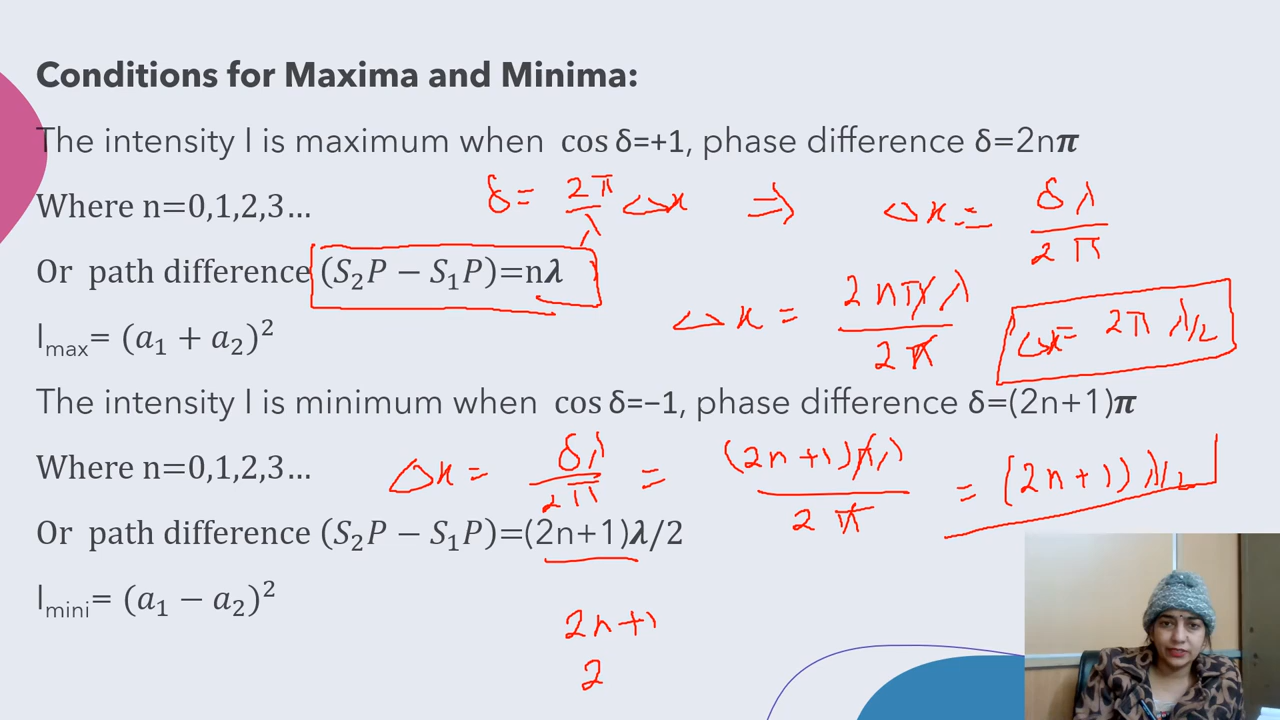 Conditions for Maxima and Minima:
The intensity I is maximum when cos δ=+1, phase difference δ=2nπ
Where n=0,1,2,3...
δ = 2π/λ Δx ⇒ Δx = δλ/2π
Or path difference (S₂P − S₁P)=nλ
Δx = 2nπλ/2π
Δx = 2π λ/2
Iₘₐₓ= (a₁ + a₂)²
The intensity I is minimum when cos δ=−1, phase difference δ=(2n+1)π
Where n=0,1,2,3...
Δx = δλ/2π = (2n+1)πλ/2π = (2n+1) λ/2
Or path difference (S₂P − S₁P)=(2n+1)λ/2
Iₘᵢₙᵢ= (a₁ − a₂)²
2n+1
2